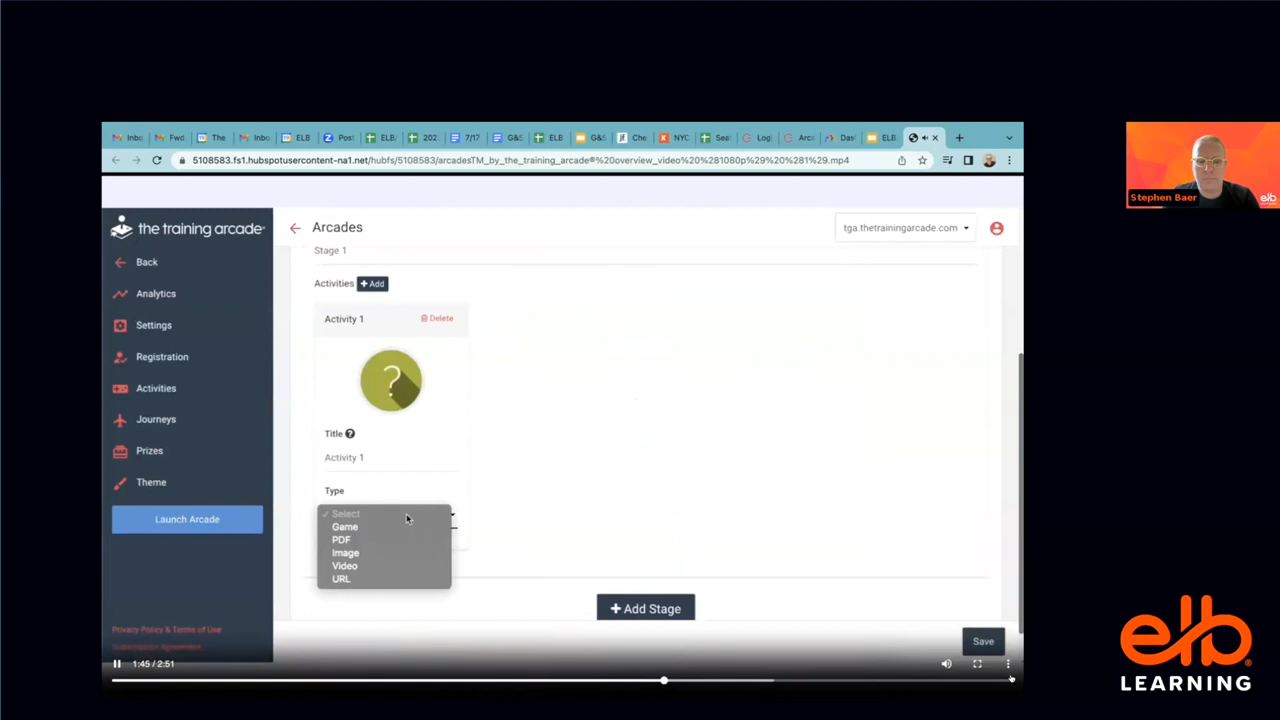 Inbo
Fwd
The
Inbo
ELB
Post
ELB
202
7/17
G&S
ELB
G&S
Che
NYC
Sea
Logi
Arca
Das
ELB
5108583.fs1.hubspotusercontent-na1.net/hubfs/5108583/arcadesTM_by_the_training_arcade®%20overview_video%20%281080p%29%20%281%29.mp4
Stephen Baer
elb
the training arcade
Arcades
tga.thetrainingarcade.com
Back
Analytics
Settings
Registration
Activities
Journeys
Prizes
Theme
Launch Arcade
Privacy Policy & Terms of Use
Subscription Agreement
Stage 1
Activities + Add
Activity 1
Delete
?
Title ?
Activity 1
Type
✓ Select
Game
PDF
Image
Video
URL
+ Add Stage
Save
1:45 / 2:51
elb
LEARNING